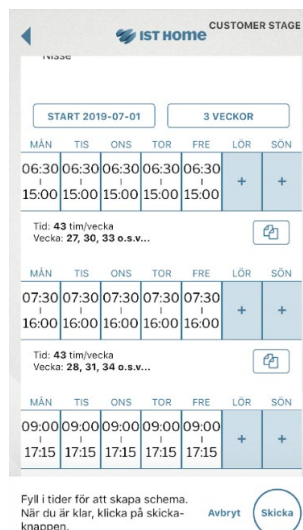 CUSTOMER STAGE
IST Home
Nisse
START 2019-07-01 3 VECKOR
MÅN TIS ONS TOR FRE LÖR SÖN
06:30 06:30 06:30 06:30 06:30 + +
15:00 15:00 15:00 15:00 15:00
Tid: 43 tim/vecka
Vecka: 27, 30, 33 o.s.v...
MÅN TIS ONS TOR FRE LÖR SÖN
07:30 07:30 07:30 07:30 07:30 + +
16:00 16:00 16:00 16:00 16:00
Tid: 43 tim/vecka
Vecka: 28, 31, 34 o.s.v...
MÅN TIS ONS TOR FRE LÖR SÖN
09:00 09:00 09:00 09:00 09:00 + +
17:15 17:15 17:15 17:15 17:15
Fyll i tider för att skapa schema.
När du är klar, klicka på skicka-
knappen.
Avbryt Skicka